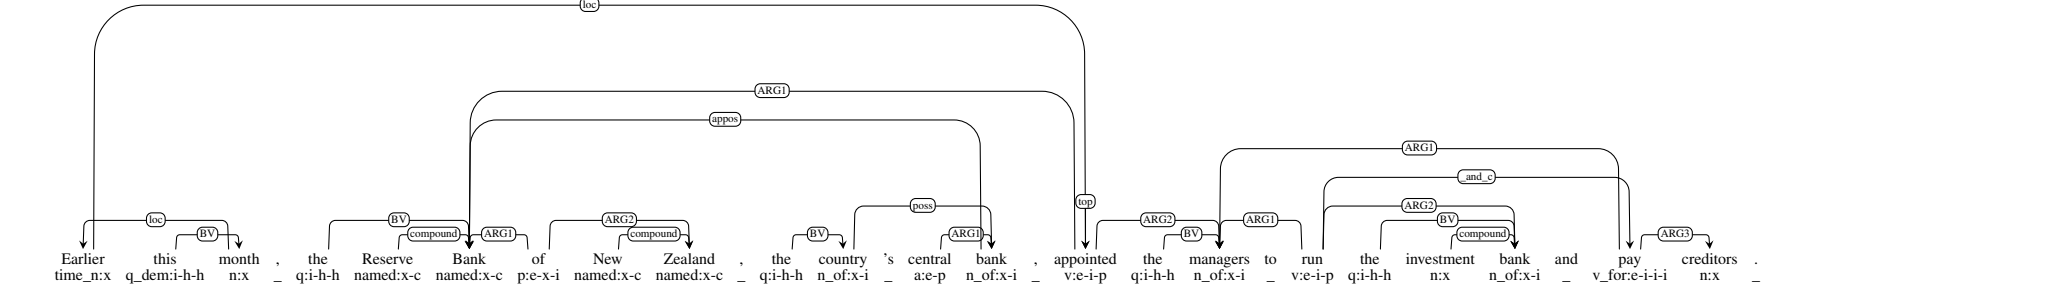 loc
ARG1
appos
ARG1
_and_c
top
poss
ARG2
loc BV ARG2 ARG2 ARG1 BV
BV compound ARG1 compound BV ARG1 BV compound ARG3
Earlier this month , the Reserve Bank of New Zealand , the country 's central bank , appointed the managers to run the investment bank and pay creditors .
time_n:x q_dem:i-h-h n:x _ q:i-h-h named:x-c named:x-c p:e-x-i named:x-c named:x-c _ q:i-h-h n_of:x-i _ a:e-p n_of:x-i _ v:e-i-p q:i-h-h n_of:x-i _ v:e-i-p q:i-h-h n:x n_of:x-i _ v_for:e-i-i-i n:x _